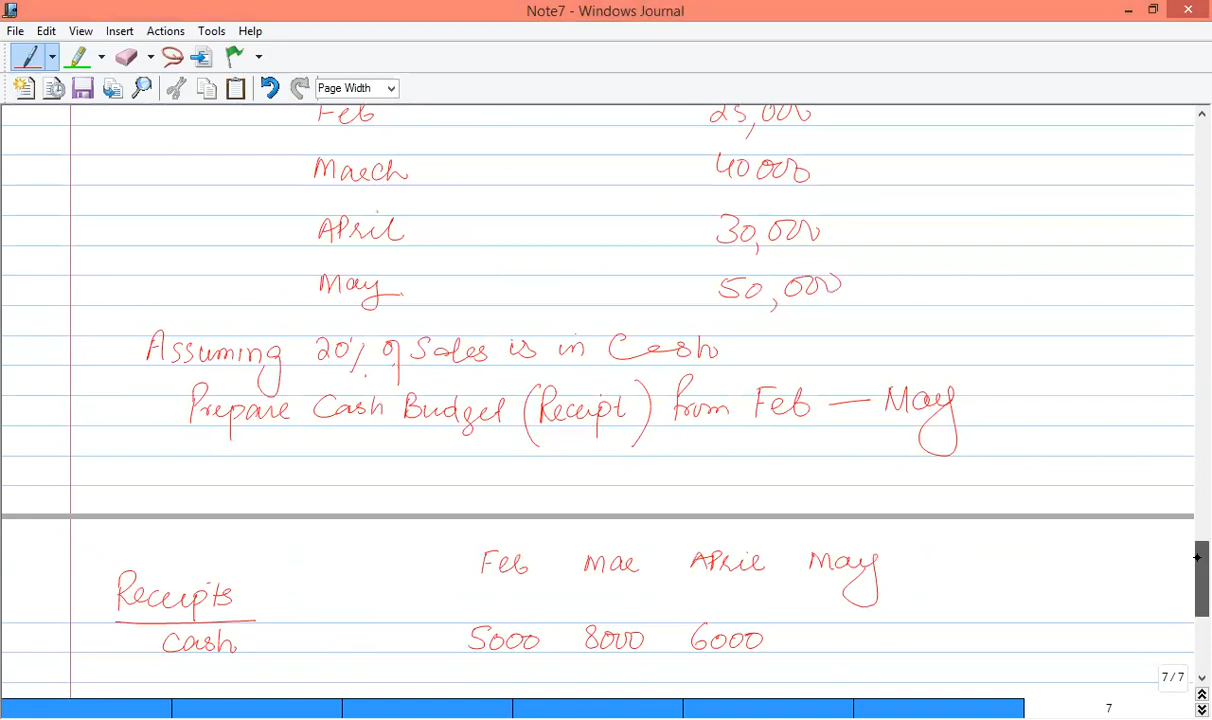 Note7 - Windows Journal
File Edit View Insert Actions Tools Help
Page Width
Feb 25,000
March 40000
April 30,000
May 50,000
Assuming 20% of Sales is in Cash
Prepare Cash Budget (Receipt) from Feb — May
Feb Mar April May
Receipts
Cash 5000 8000 6000
7 / 7
7